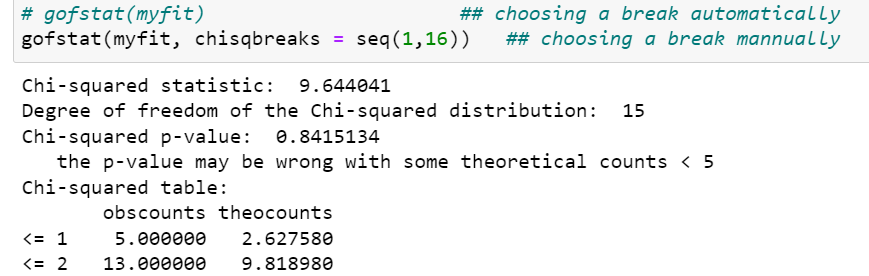 # gofstat(myfit) ## choosing a break automatically
gofstat(myfit, chisqbreaks = seq(1,16)) ## choosing a break mannually
Chi-squared statistic: 9.644041
Degree of freedom of the Chi-squared distribution: 15
Chi-squared p-value: 0.8415134
the p-value may be wrong with some theoretical counts < 5
Chi-squared table:
obscounts theocounts
<= 1 5.000000 2.627580
<= 2 13.000000 9.818980